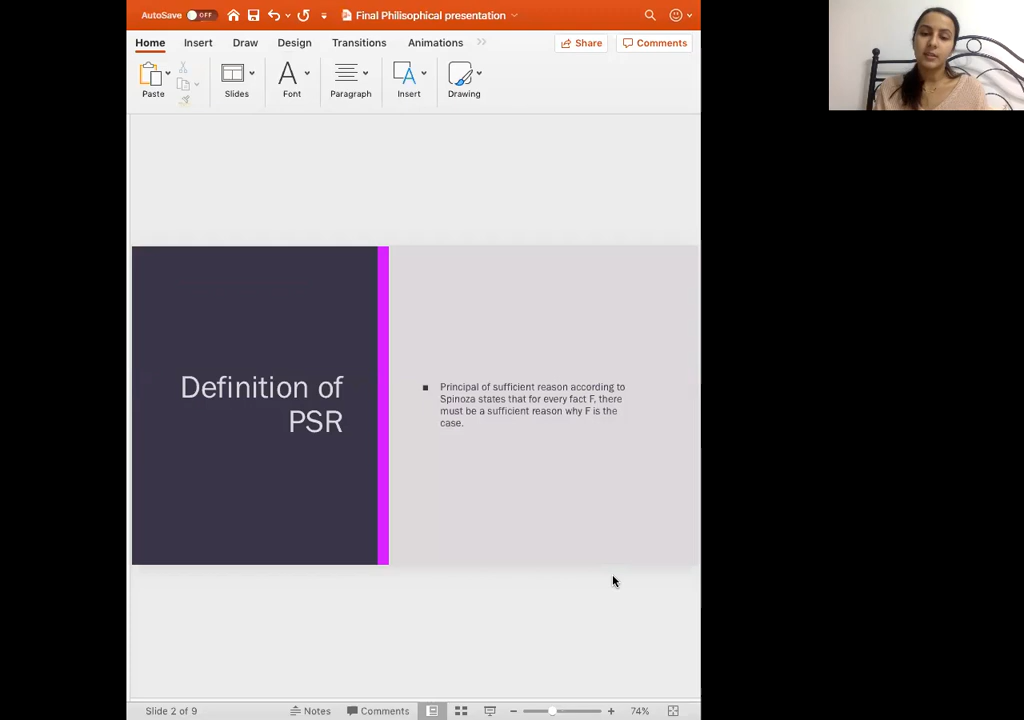 AutoSave OFF Final Philisophical presentation
Home Insert Draw Design Transitions Animations Share Comments
Paste Slides Font Paragraph Insert Drawing
Definition of
PSR
Principal of sufficient reason according to
Spinoza states that for every fact F, there
must be a sufficient reason why F is the
case.
Slide 2 of 9 Notes Comments 74%